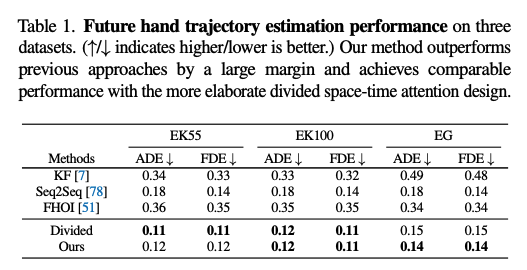 Table 1. Future hand trajectory estimation performance on three
datasets. (↑/↓ indicates higher/lower is better.) Our method outperforms
previous approaches by a large margin and achieves comparable
performance with the more elaborate divided space-time attention design.
EK55 EK100 EG
Methods ADE ↓ FDE ↓ ADE ↓ FDE ↓ ADE ↓ FDE ↓
KF [7] 0.34 0.33 0.33 0.32 0.49 0.48
Seq2Seq [78] 0.18 0.14 0.18 0.14 0.18 0.14
FHOI [51] 0.36 0.35 0.35 0.35 0.34 0.34
Divided 0.11 0.11 0.12 0.11 0.15 0.15
Ours 0.12 0.12 0.12 0.11 0.14 0.14